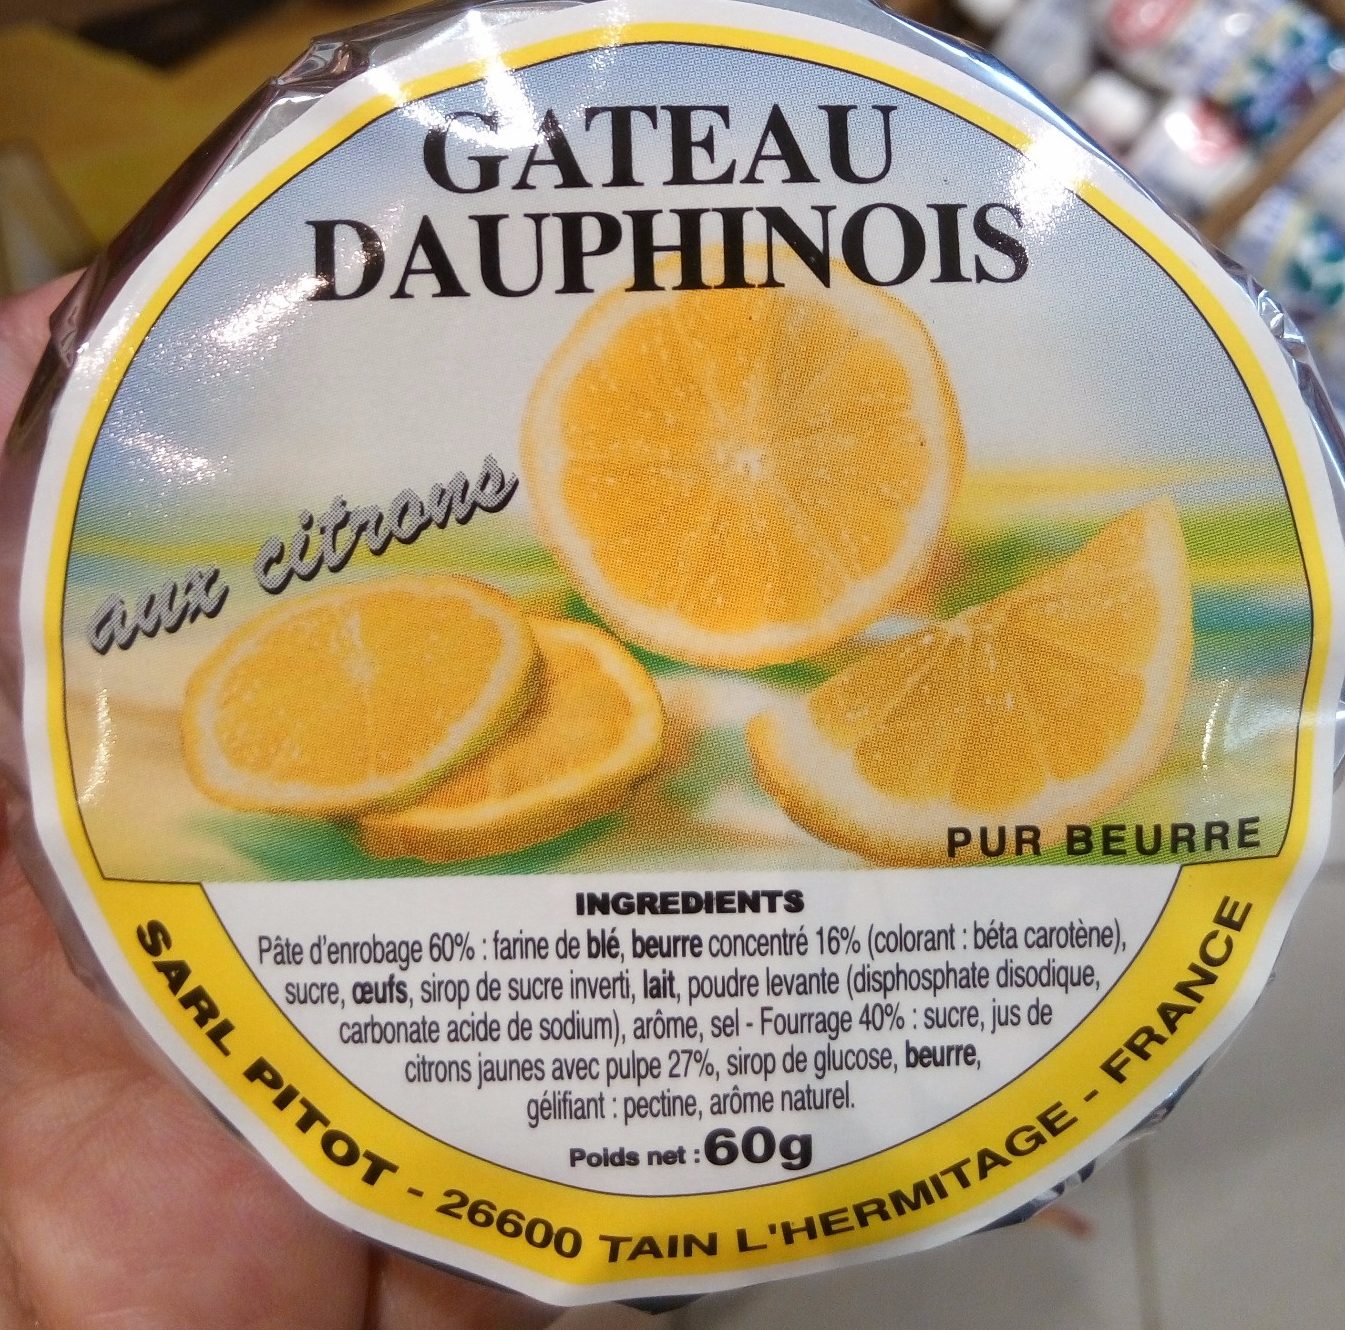 GATEAU
DAUPHINOIS
aux citrons
PUR BEURRE
INGREDIENTS
Pâte d'enrobage 60% : farine de blé, beurre concentré 16% (colorant : béta carotène),
sucre, œufs, sirop de sucre inverti, lait, poudre levante (disphosphate disodique,
carbonate acide de sodium), arôme, sel - Fourrage 40% : sucre, jus de
citrons jaunes avec pulpe 27%, sirop de glucose, beurre,
gélifiant : pectine, arôme naturel.
Poids net : 60g
SARL PITOT - 26600 TAIN L'HERMITAGE - FRANCE